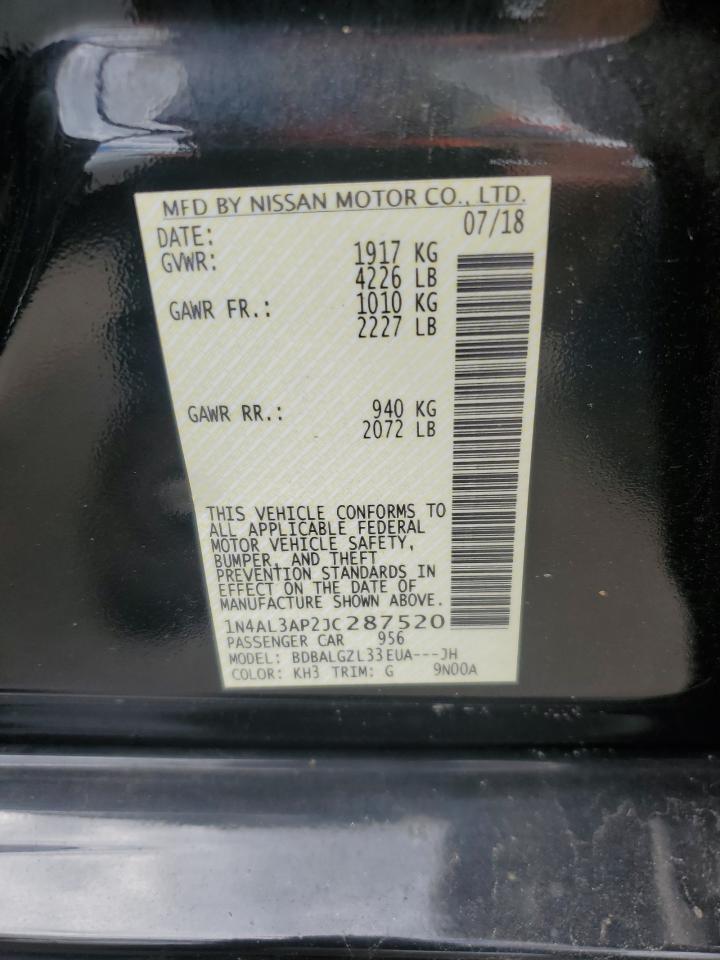 MFD BY NISSAN MOTOR CO., LTD.
DATE: 07/18
GVWR: 1917 KG
4226 LB
GAWR FR.: 1010 KG
2227 LB
GAWR RR.: 940 KG
2072 LB
THIS VEHICLE CONFORMS TO
ALL APPLICABLE FEDERAL
MOTOR VEHICLE SAFETY,
BUMPER, AND THEFT
PREVENTION STANDARDS IN
EFFECT ON THE DATE OF
MANUFACTURE SHOWN ABOVE.
1N4AL3AP2JC287520
PASSENGER CAR 956
MODEL: BDBALGZL33EUA---JH
COLOR: KH3 TRIM: G 9N00A